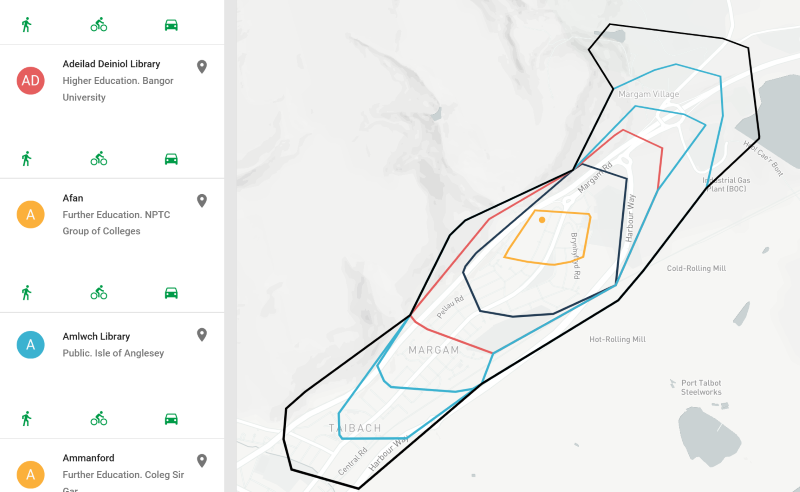 AD
Adeilad Deiniol Library
Higher Education. Bangor
University
A
Afan
Further Education. NPTC
Group of Colleges
A
Amlwch Library
Public. Isle of Anglesey
A
Ammanford
Further Education. Coleg Sir
Gar
Margam Village
Heol Cae'r Bont
Margam Rd
Industrial Gas
Plant (BOC)
Harbour Way
Brynhyfryd Rd
Cold-Rolling Mill
Pellau Rd
Hot-Rolling Mill
MARGAM
Port Talbot
Steelworks
TAIBACH
Central Rd
Harbour Way